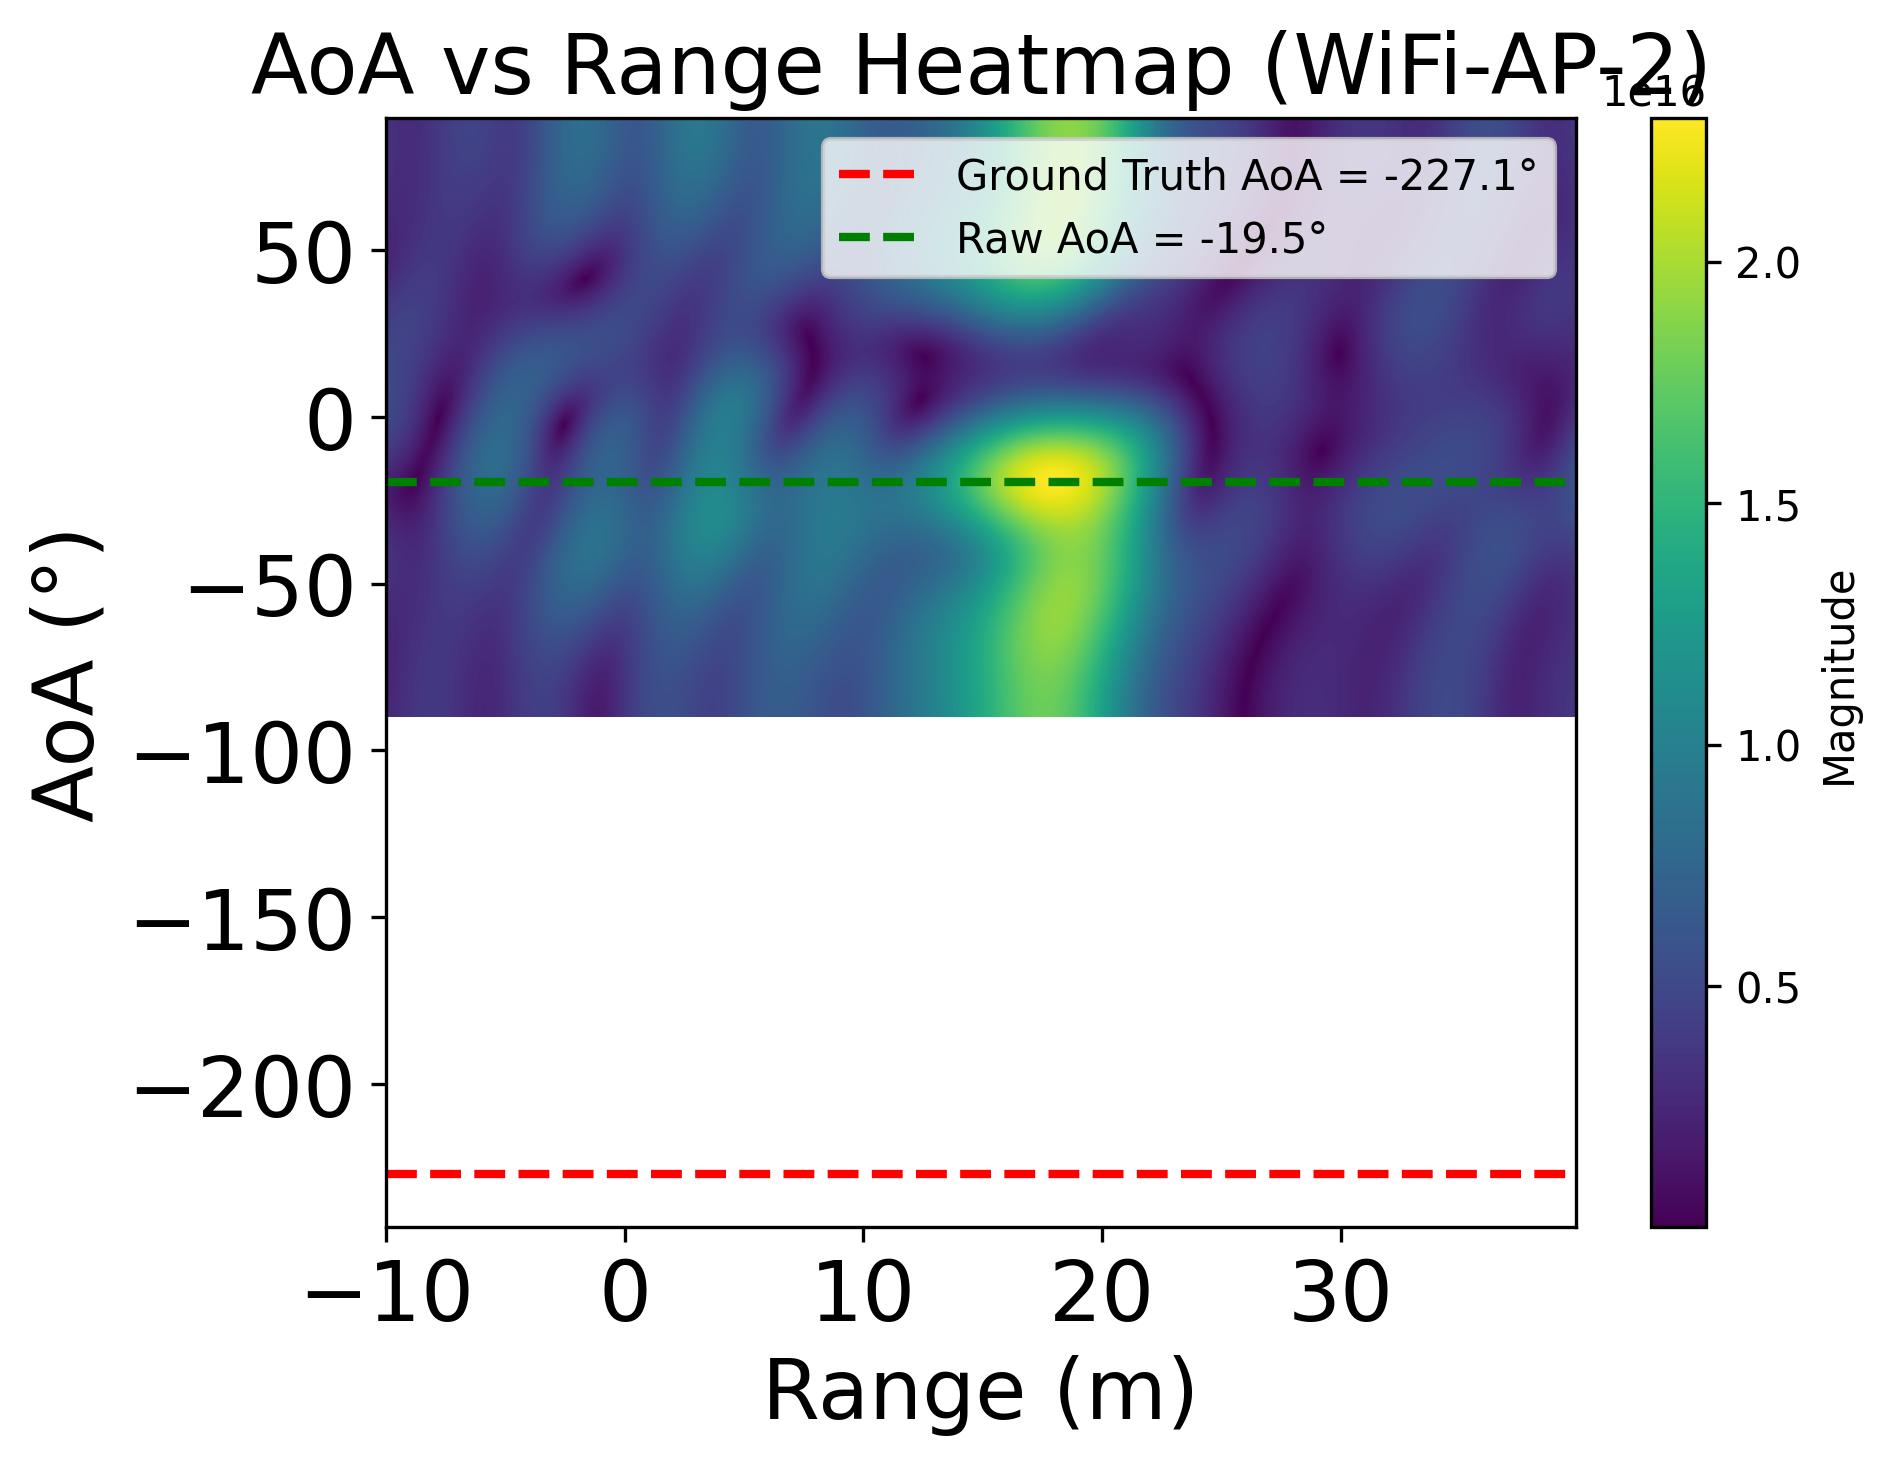 AoA vs Range Heatmap (WiFi-AP-2)
1e16
Ground Truth AoA = -227.1°
Raw AoA = -19.5°
50
0
−50
−100
−150
−200
AoA (°)
−10 0 10 20 30
Range (m)
2.0
1.5
1.0
0.5
Magnitude